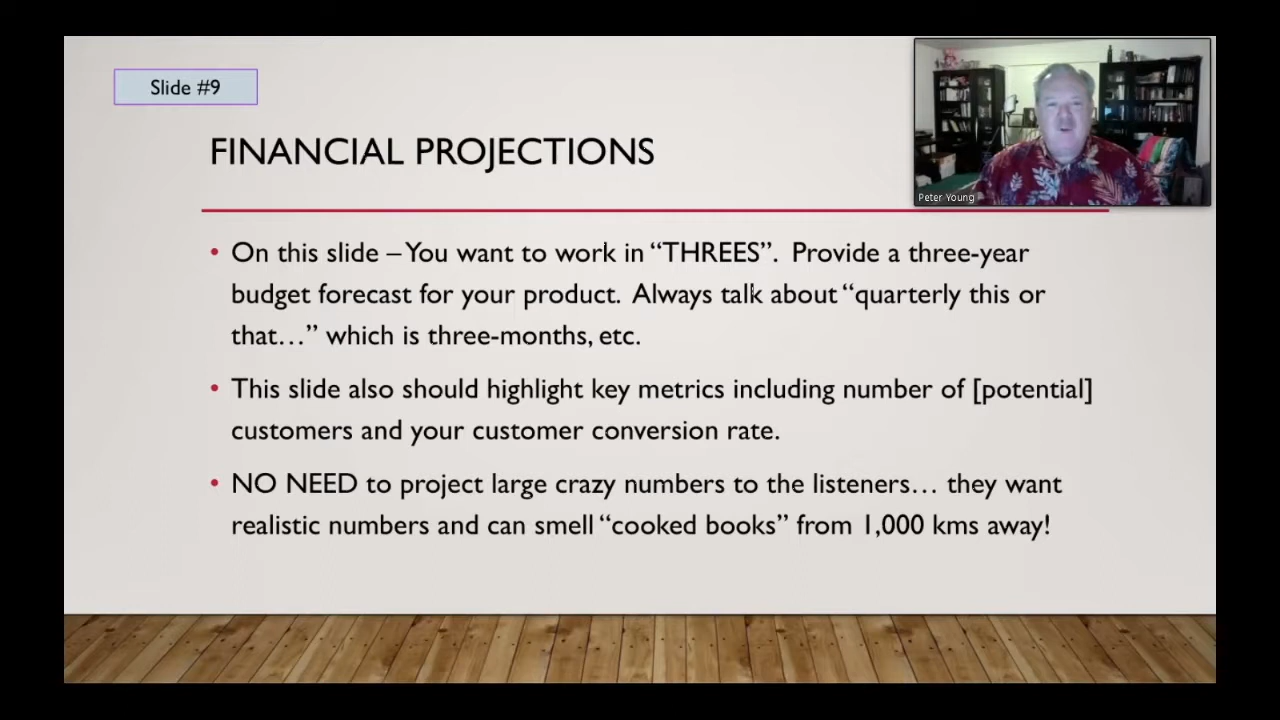 Slide #9
FINANCIAL PROJECTIONS
Peter Young
• On this slide – You want to work in “THREES”. Provide a three-year
budget forecast for your product. Always talk about “quarterly this or
that…” which is three-months, etc.
• This slide also should highlight key metrics including number of [potential]
customers and your customer conversion rate.
• NO NEED to project large crazy numbers to the listeners… they want
realistic numbers and can smell “cooked books” from 1,000 kms away!